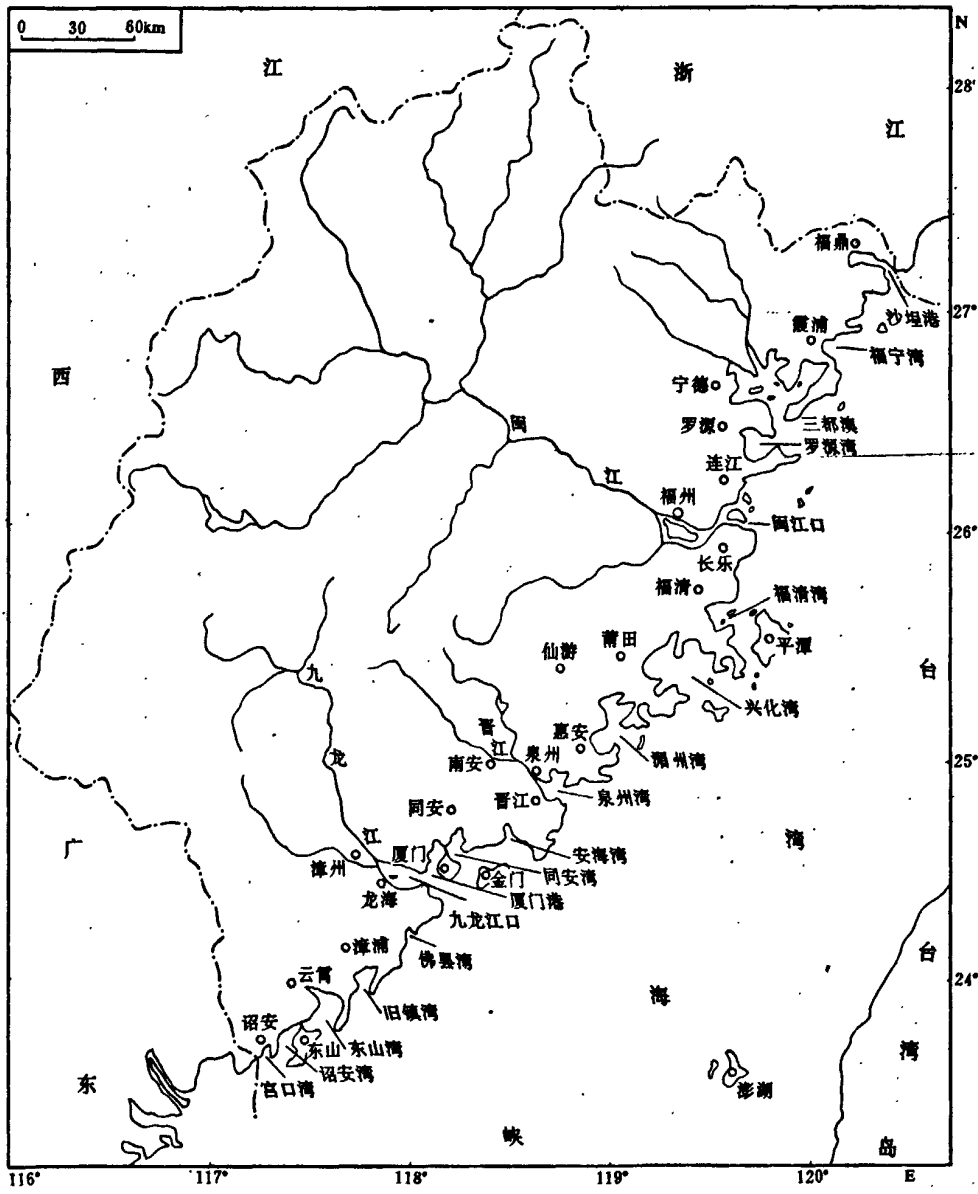 0 30 60km
N
江
浙
28°
江
福鼎
27°
沙埕港
霞浦
福宁湾
西
宁德
三都澳
罗源
罗源湾
闽
连江
江
福州
闽江口
26°
长乐
福清
福清湾
莆田
平潭
仙游
台
九
兴化湾
晋
惠安
龙
江
泉州
湄州湾
25°
南安
泉州湾
晋江
同安
江
广
厦门
安海湾
湾
漳州
金门
同安湾
龙海
厦门港
九龙江口
漳浦
佛昙湾
台
云霄
24°
旧镇湾
海
诏安
东山
东山湾
湾
诏安湾
东
宫口湾
澎湖
峡
岛
116°
117°
118°
119°
120°
E